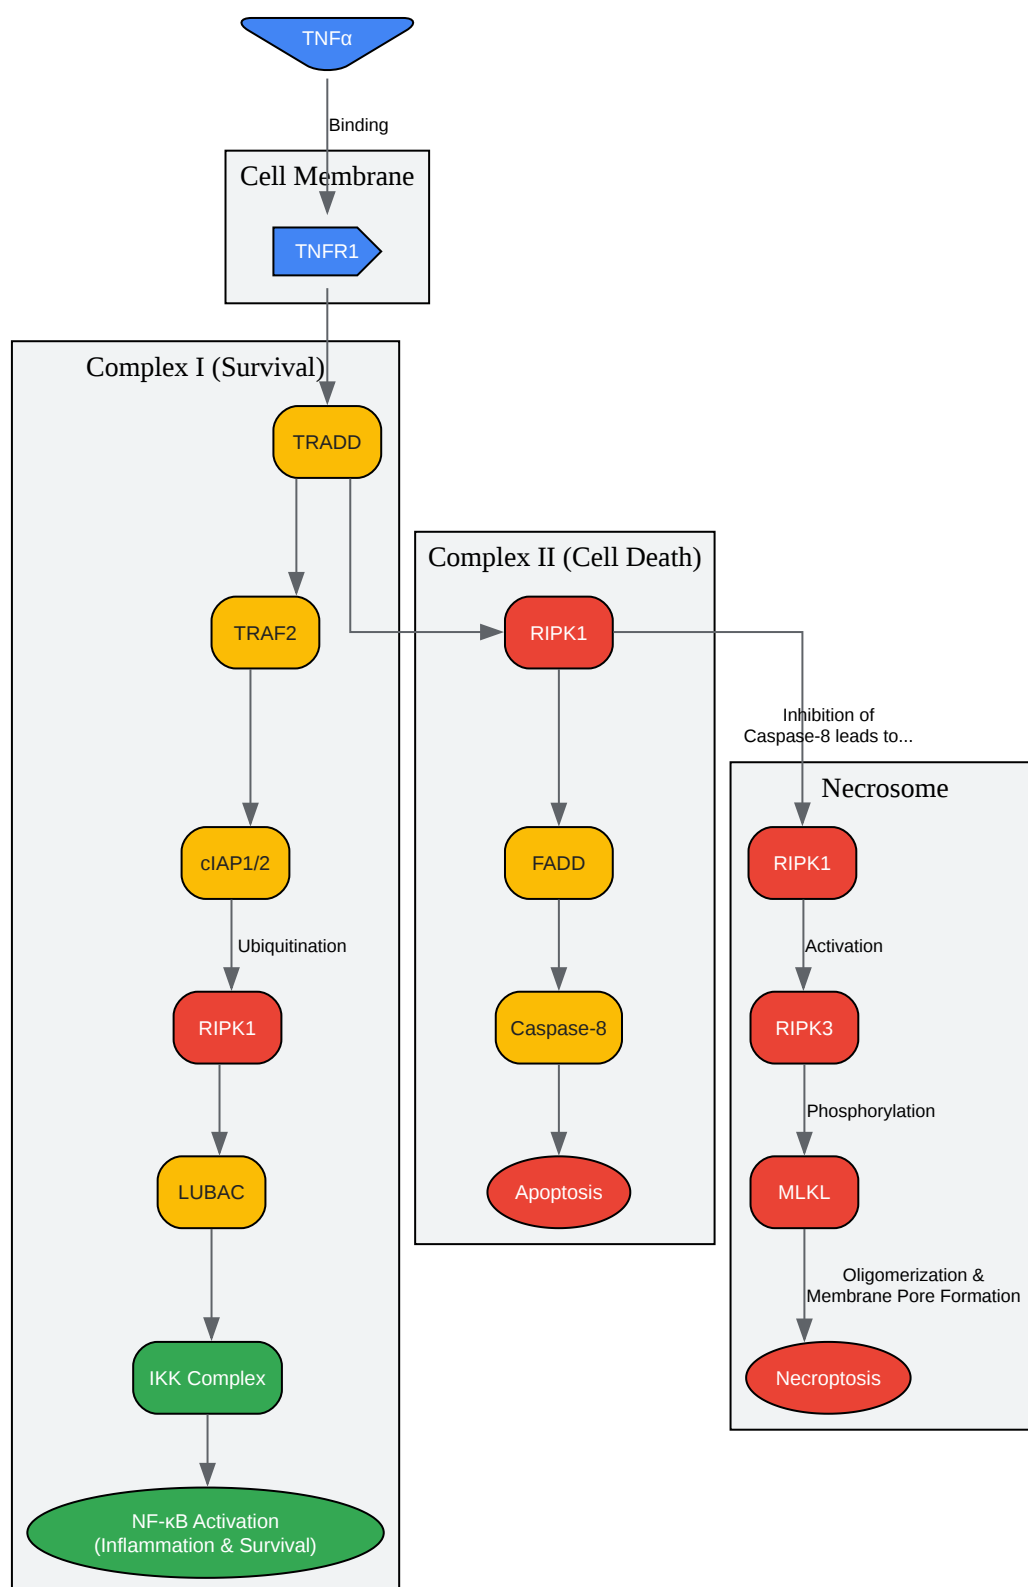 TNFα
Binding
Cell Membrane
TNFR1
Complex I (Survival)
TRADD
TRAF2
cIAP1/2
Ubiquitination
RIPK1
LUBAC
IKK Complex
NF-κB Activation
(Inflammation & Survival)
Complex II (Cell Death)
RIPK1
FADD
Caspase-8
Apoptosis
Inhibition of
Caspase-8 leads to...
Necrosome
RIPK1
Activation
RIPK3
Phosphorylation
MLKL
Oligomerization &
Membrane Pore Formation
Necroptosis